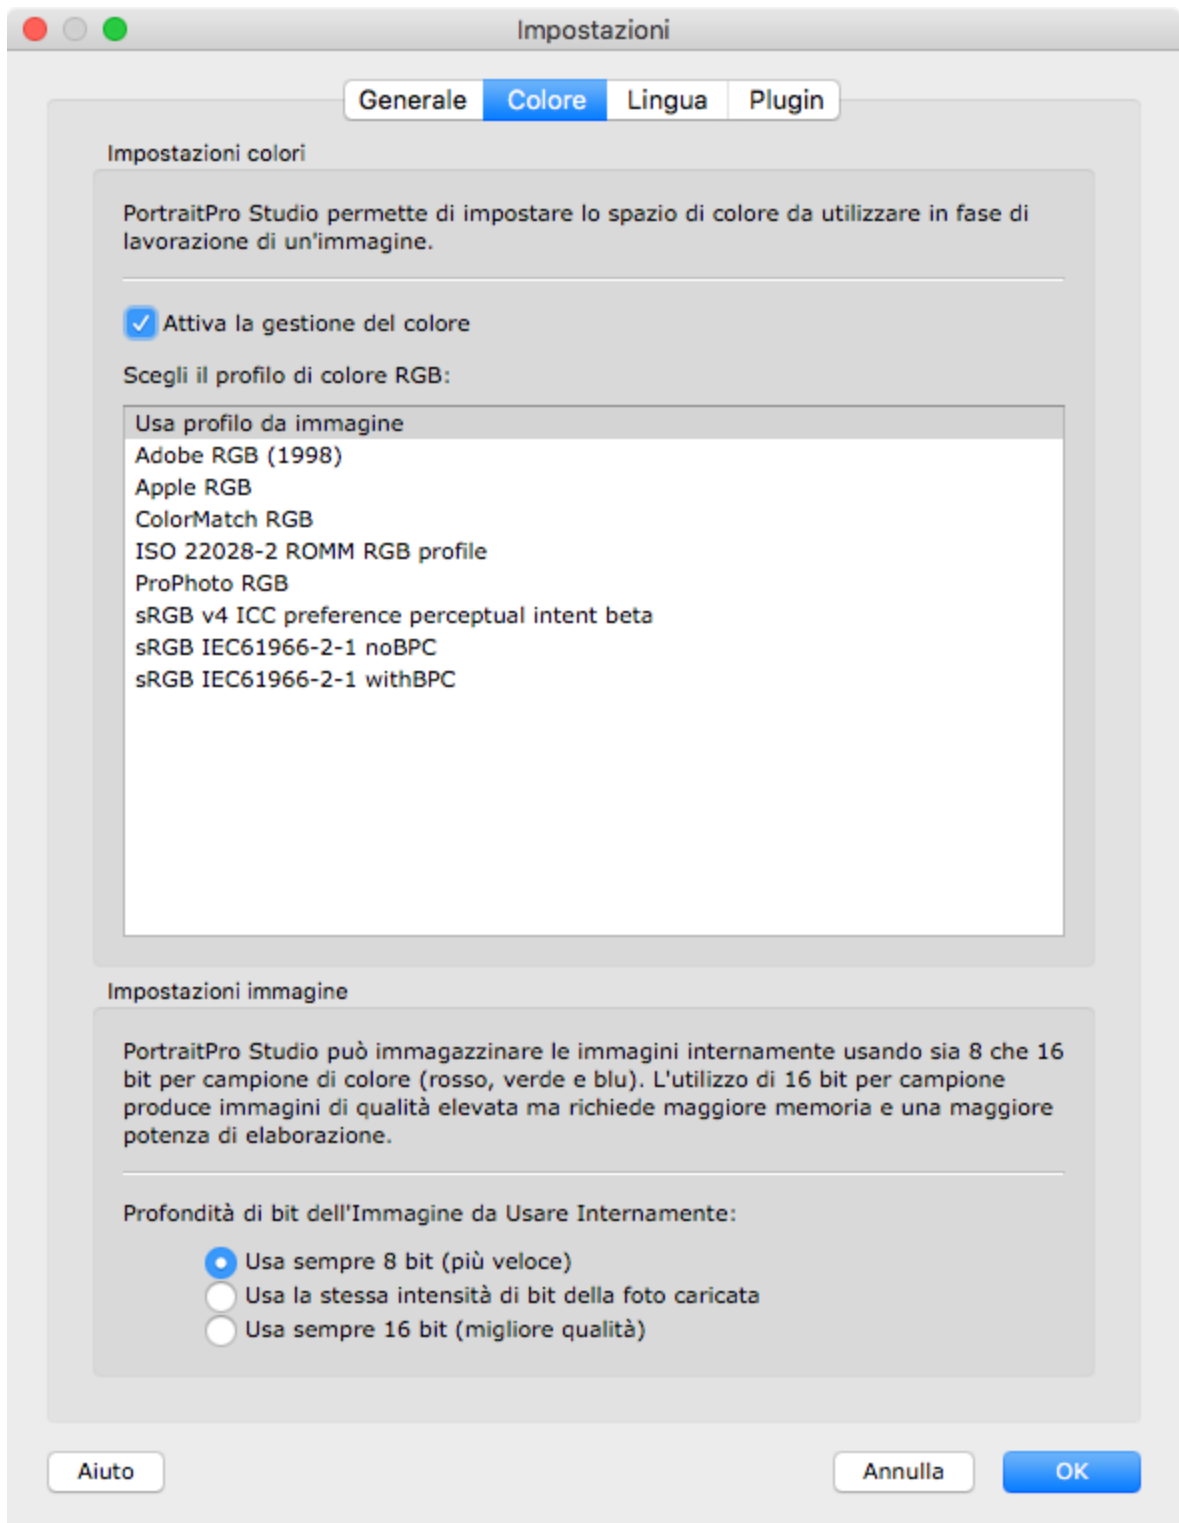 Impostazioni
Generale Colore Lingua Plugin
Impostazioni colori
PortraitPro Studio permette di impostare lo spazio di colore da utilizzare in fase di
lavorazione di un'immagine.
Attiva la gestione del colore
Scegli il profilo di colore RGB:
Usa profilo da immagine
Adobe RGB (1998)
Apple RGB
ColorMatch RGB
ISO 22028-2 ROMM RGB profile
ProPhoto RGB
sRGB v4 ICC preference perceptual intent beta
sRGB IEC61966-2-1 noBPC
sRGB IEC61966-2-1 withBPC
Impostazioni immagine
PortraitPro Studio può immagazzinare le immagini internamente usando sia 8 che 16
bit per campione di colore (rosso, verde e blu). L'utilizzo di 16 bit per campione
produce immagini di qualità elevata ma richiede maggiore memoria e una maggiore
potenza di elaborazione.
Profondità di bit dell'Immagine da Usare Internamente:
Usa sempre 8 bit (più veloce)
Usa la stessa intensità di bit della foto caricata
Usa sempre 16 bit (migliore qualità)
Aiuto Annulla OK